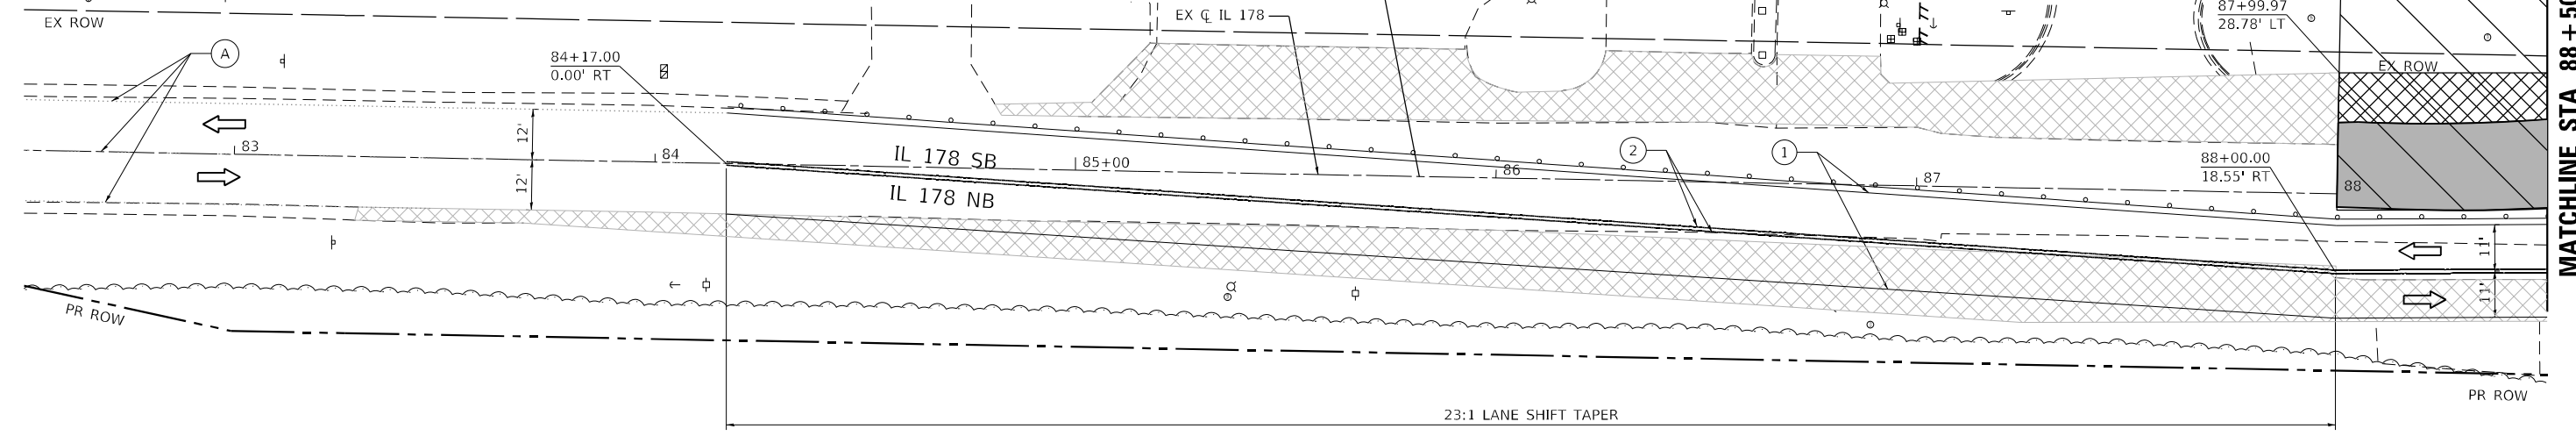 EX ROW
A
84+17.00
0.00' RT
EX ℄ IL 178
87+99.97
28.78' LT
EX ROW
MATCHLINE STA 88+50
83
12'
12'
84
IL 178 SB
IL 178 NB
85+00
86
2
1
87
88+00.00
18.55' RT
88
11'
11'
PR ROW
23:1 LANE SHIFT TAPER
PR ROW